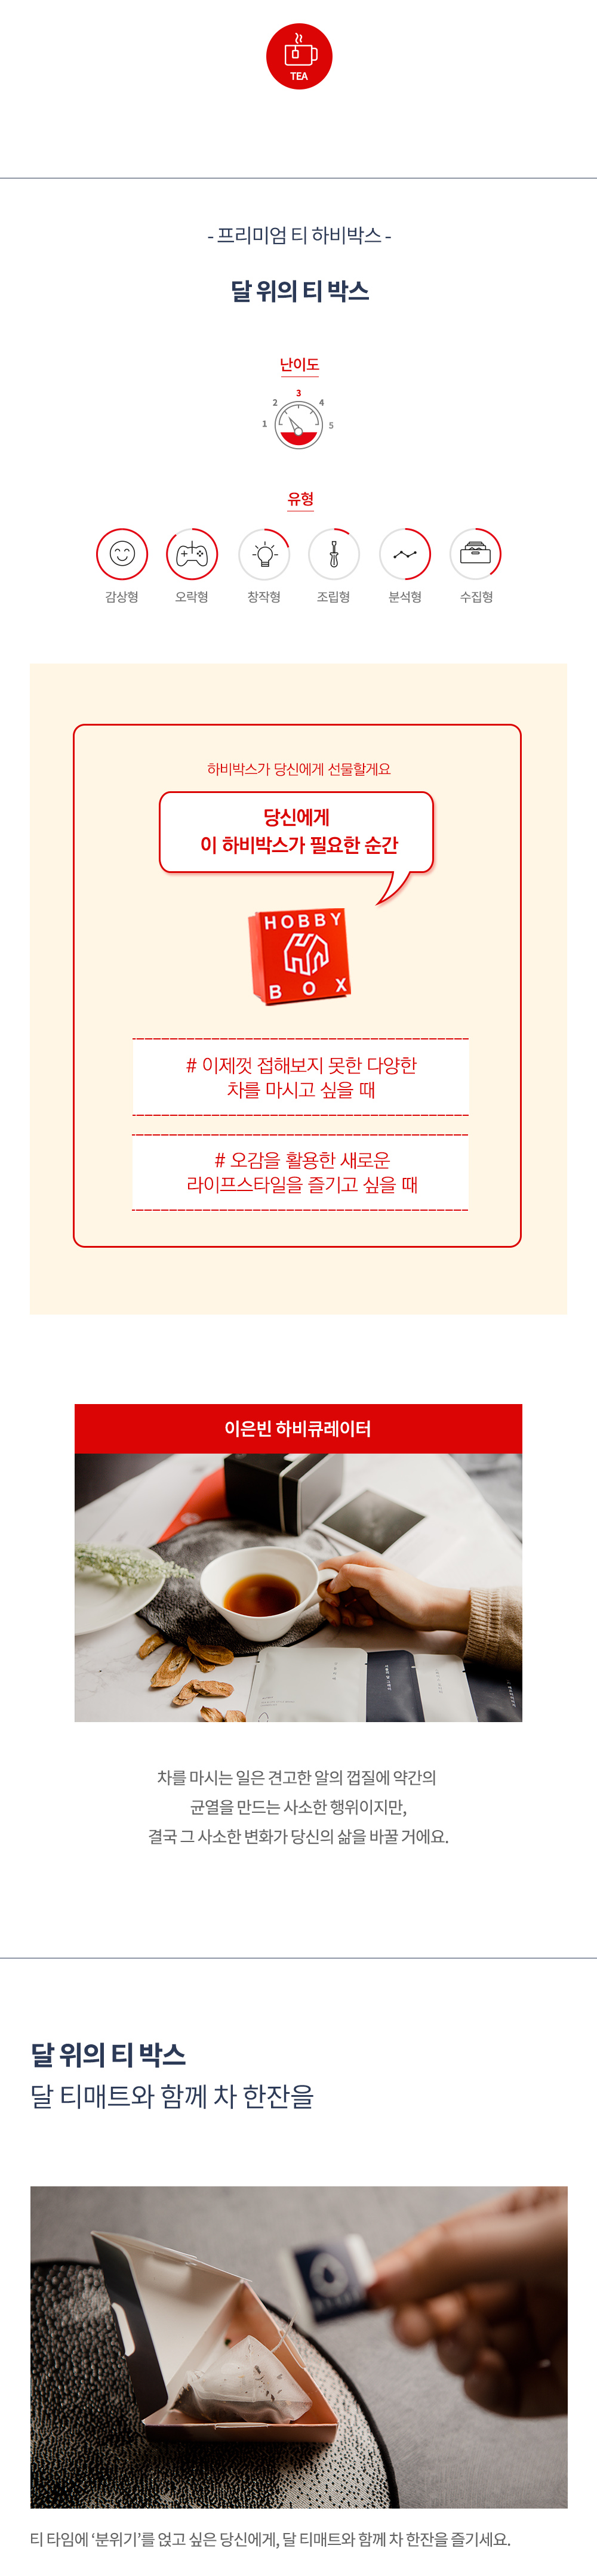 TEA
- 프리미엄 티 하비박스 -
달 위의 티 박스
난이도
1 2 3 4 5
유형
감상형 오락형 창작형 조립형 분석형 수집형
하비박스가 당신에게 선물할게요
당신에게
이 하비박스가 필요한 순간
HOBBY
BOX
# 이제껏 접해보지 못한 다양한
차를 마시고 싶을 때
# 오감을 활용한 새로운
라이프스타일을 즐기고 싶을 때
이은빈 하비큐레이터
차를 마시는 일은 견고한 알의 껍질에 약간의
균열을 만드는 사소한 행위이지만,
결국 그 사소한 변화가 당신의 삶을 바꿀 거에요.
달 위의 티 박스
달 티매트와 함께 차 한잔을
티 타임에 ‘분위기’를 얹고 싶은 당신에게, 달 티매트와 함께 차 한잔을 즐기세요.